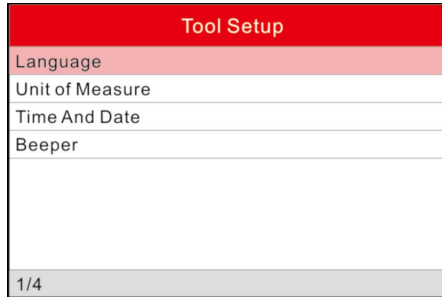 Tool Setup
Language
Unit of Measure
Time And Date
Beeper
1/4